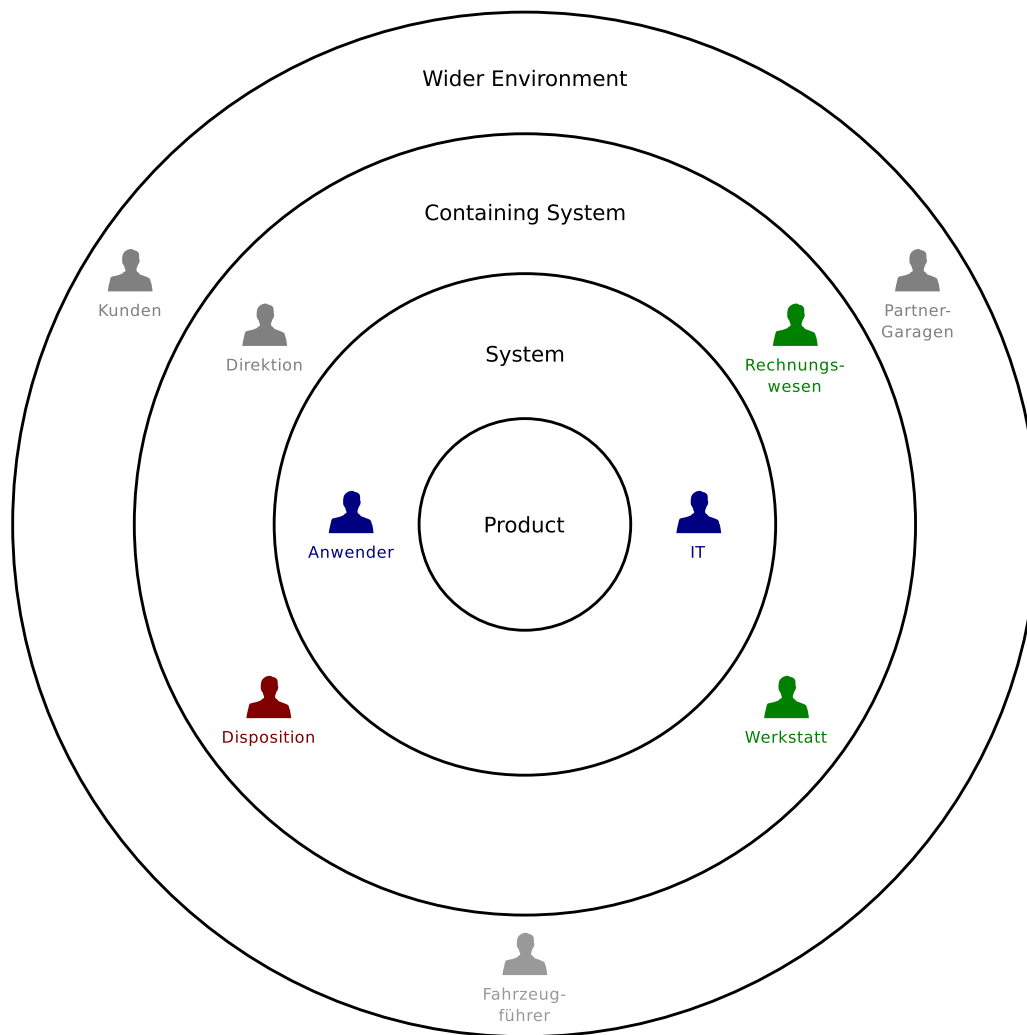 Wider Environment
Containing System
Kunden
Partner-
Garagen
Direktion
Rechnungs-
wesen
System
Product
Anwender
IT
Disposition
Werkstatt
Fahrzeug-
führer